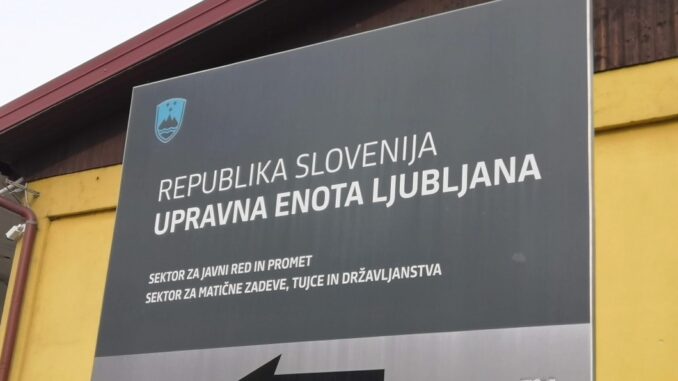 REPUBLIKA SLOVENIJA
UPRAVNA ENOTA LJUBLJANA
SEKTOR ZA JAVNI RED IN PROMET
SEKTOR ZA MATIČNE ZADEVE, TUJCE IN DRŽAVLJANSTVA